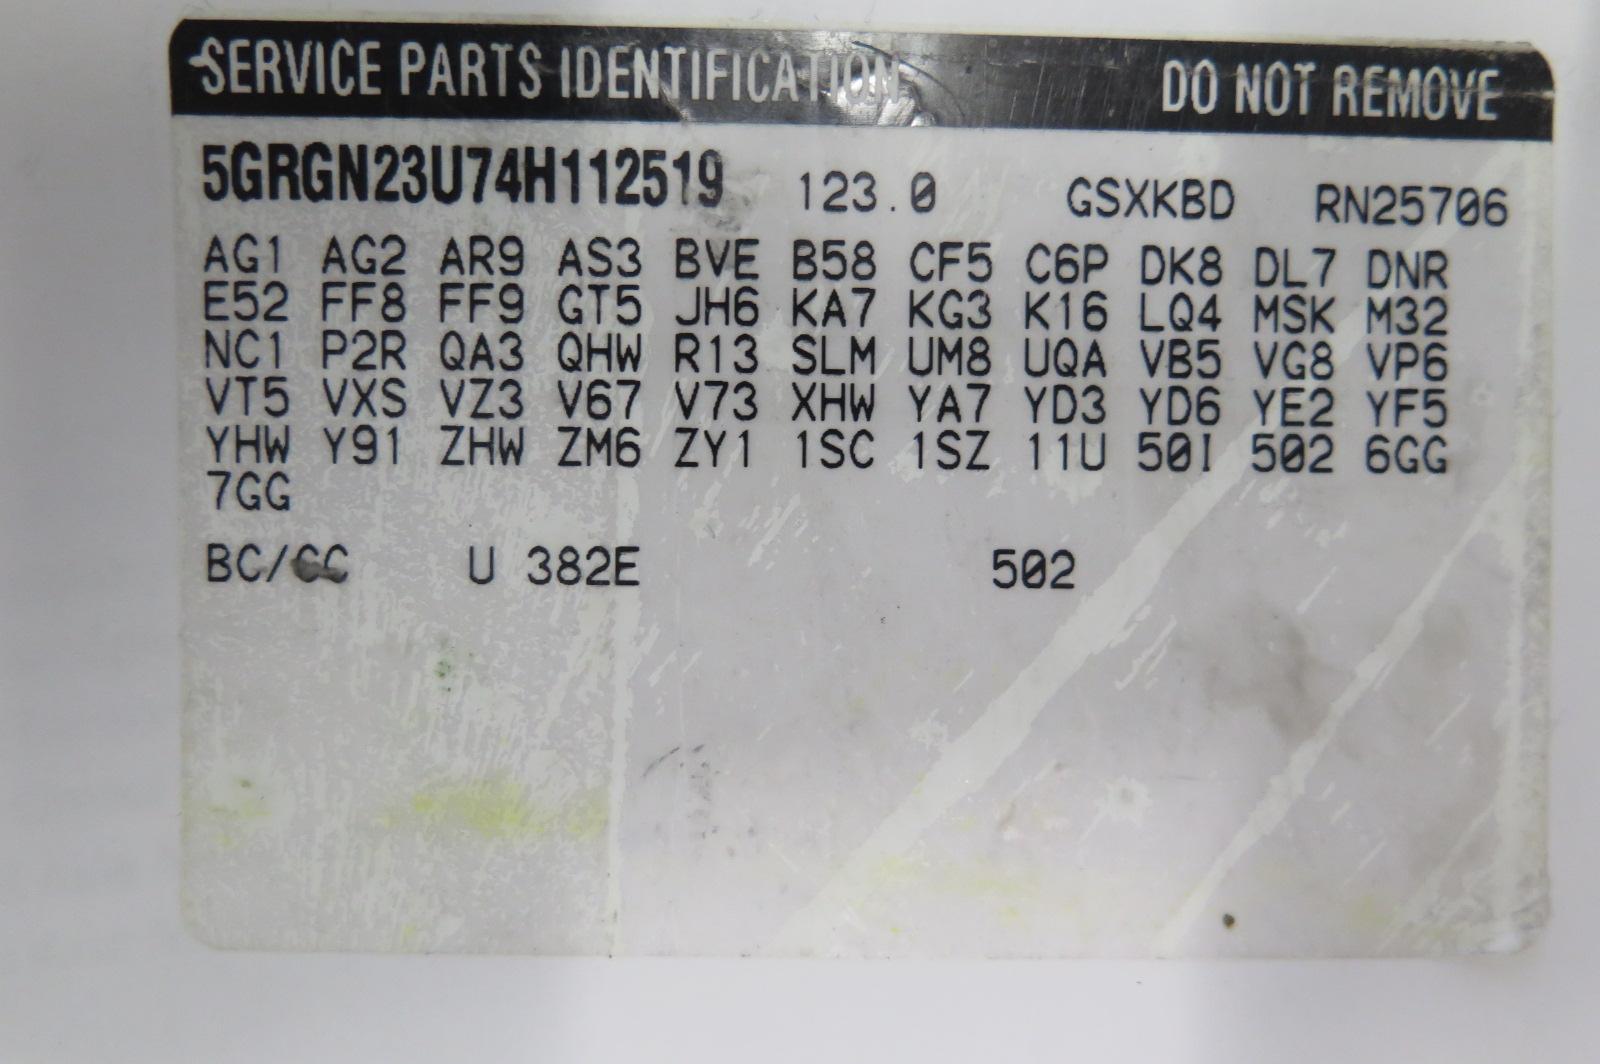 SERVICE PARTS IDENTIFICATION DO NOT REMOVE
5GRGN23U74H112519 123.0 GSXKBD RN25706
AG1 AG2 AR9 AS3 BVE B58 CF5 C6P DK8 DL7 DNR
E52 FF8 FF9 GT5 JH6 KA7 KG3 K16 LQ4 MSK M32
NC1 P2R QA3 QHW R13 SLM UM8 UQA VB5 VG8 VP6
VT5 VXS VZ3 V67 V73 XHW YA7 YD3 YD6 YE2 YF5
YHW Y91 ZHW ZM6 ZY1 1SC 1SZ 11U 50I 502 6GG
7GG
BC/CC U 382E 502